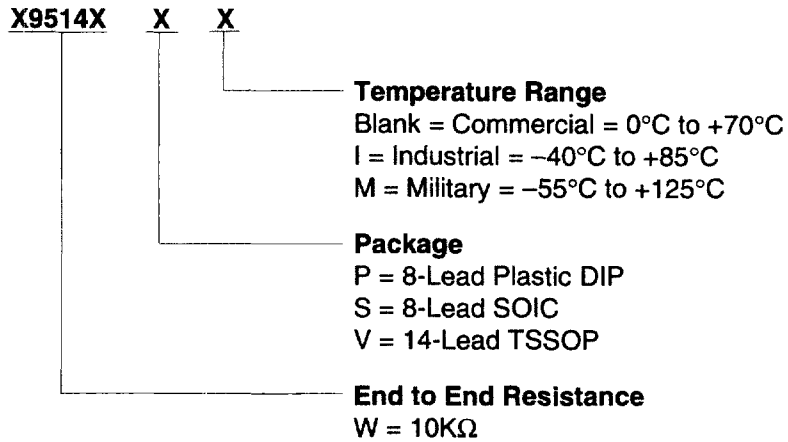 X9514X X X
Temperature Range
Blank = Commercial = 0°C to +70°C
I = Industrial = –40°C to +85°C
M = Military = –55°C to +125°C
Package
P = 8-Lead Plastic DIP
S = 8-Lead SOIC
V = 14-Lead TSSOP
End to End Resistance
W = 10KΩ